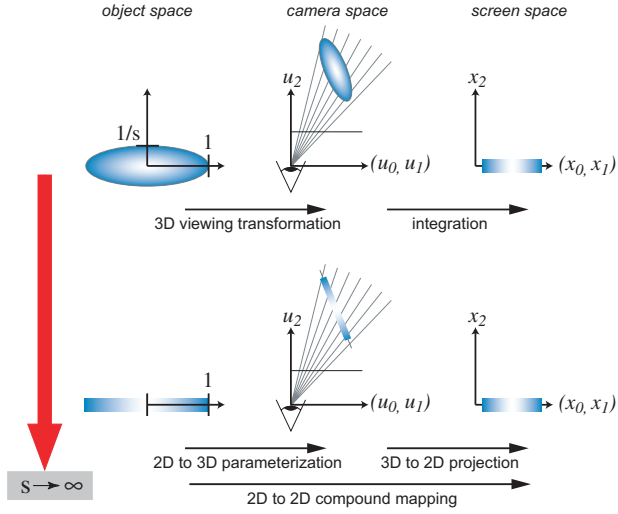 object space
camera space
screen space
u2
x2
1/s
1
(u0, u1)
(x0, x1)
3D viewing transformation
integration
u2
x2
1
(u0, u1)
(x0, x1)
2D to 3D parameterization
3D to 2D projection
s → ∞
2D to 2D compound mapping